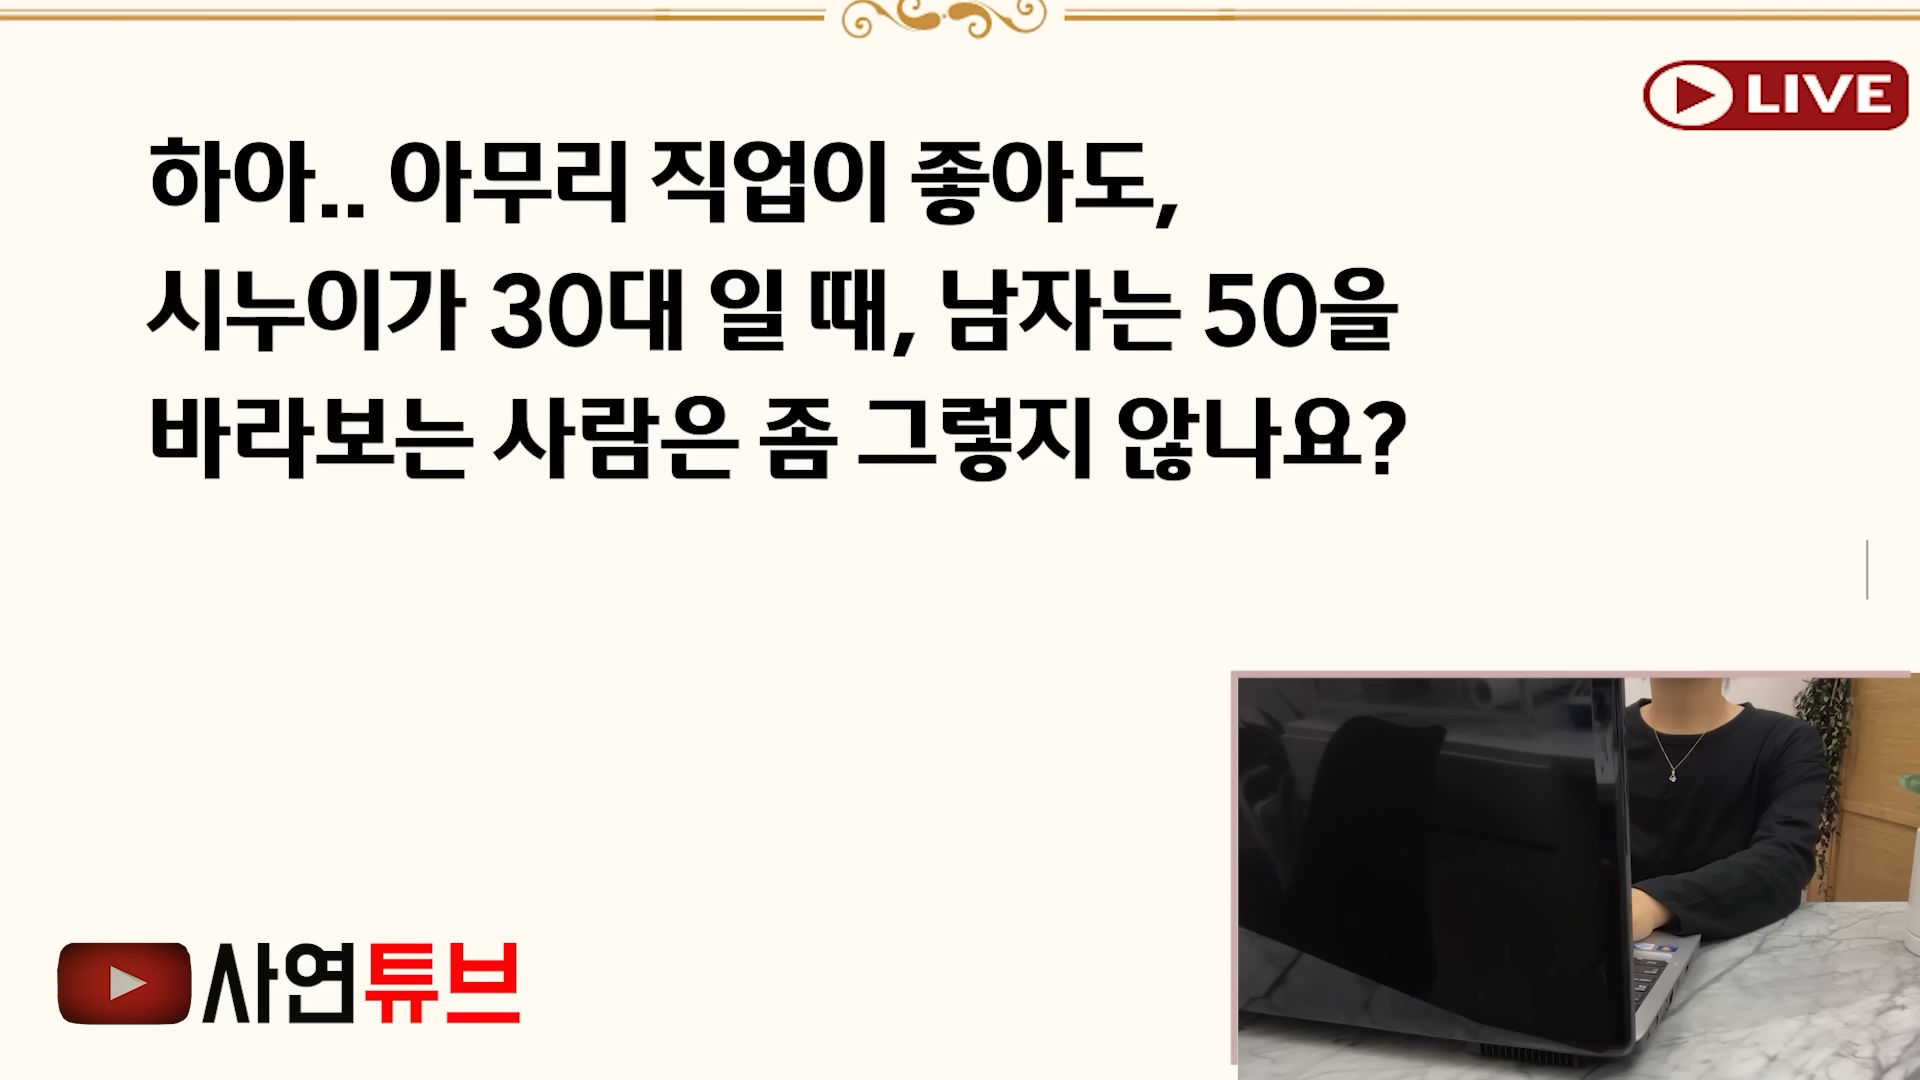 LIVE
하아.. 아무리 직업이 좋아도,
시누이가 30대 일 때, 남자는 50을
바라보는 사람은 좀 그렇지 않나요?
사연튜브